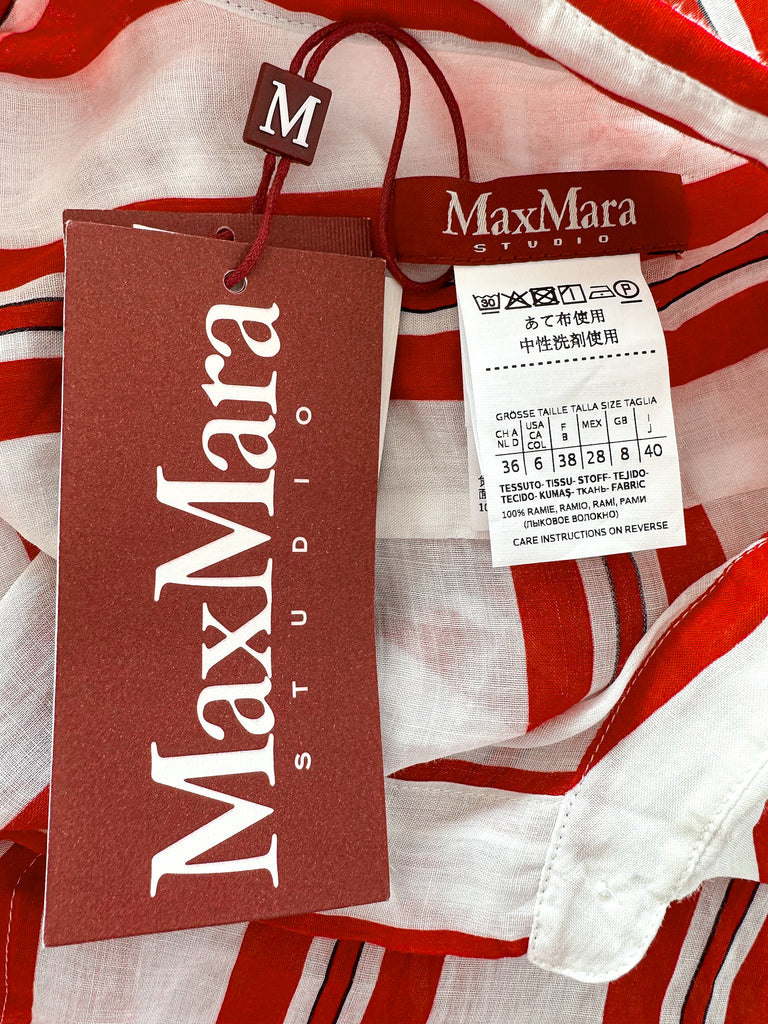 M
MaxMara
STUDIO
MaxMara
STUDIO
30
P
あて布使用
中性洗剤使用
GRÖSSE TAILLE TALLA SIZE TAGLIA
CH A NL D
USA CA COL
F B
MEX
GB
I J
36 6 38 28 8 40
TESSUTO- TISSU- STOFF- TEJIDO-
TECIDO- KUMAŞ- ТКАНЬ- FABRIC
100% RAMIE, RAMIO, RAMÍ, РАМИ
(ЛЫКОВОЕ ВОЛОКНО)
CARE INSTRUCTIONS ON REVERSE